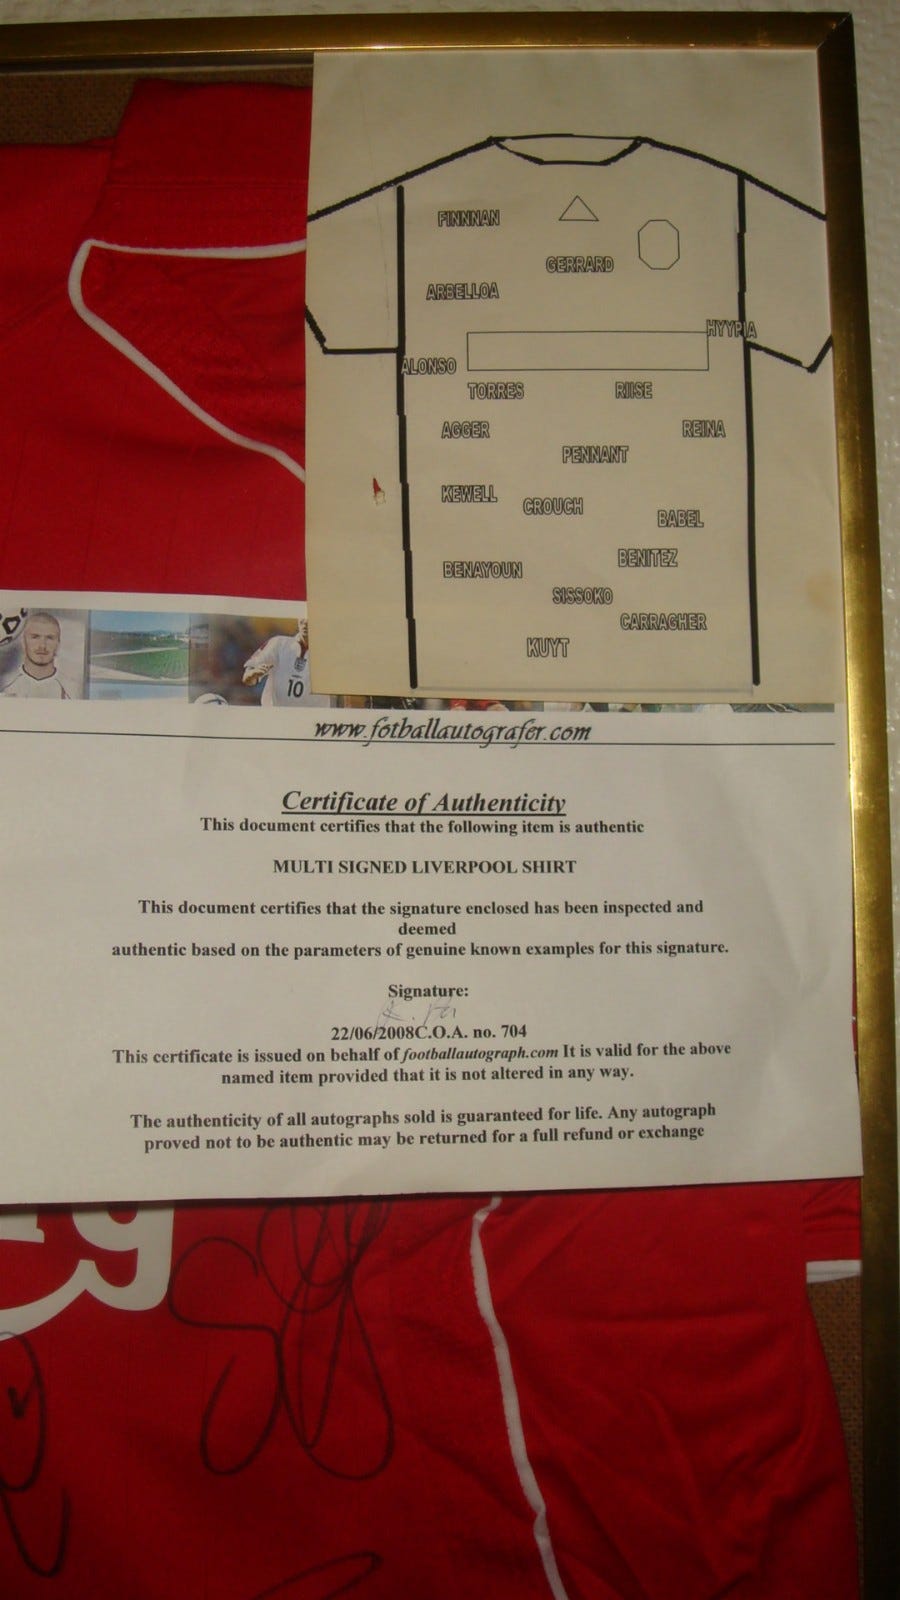 FINNNAN
GERRARD
ARBELLOA
HYYPIA
ALONSO
TORRES RIISE
AGGER REINA
PENNANT
KEWELL
CROUCH
BABEL
BENITEZ
BENAYOUN
SISSOKO
CARRAGHER
KUYT
10
www.fotballautografer.com
Certificate of Authenticity
This document certifies that the following item is authentic
MULTI SIGNED LIVERPOOL SHIRT
This document certifies that the signature enclosed has been inspected and
deemed
authentic based on the parameters of genuine known examples for this signature.
Signature:
22/06/2008C.O.A. no. 704
This certificate is issued on behalf of footballautograph.com It is valid for the above
named item provided that it is not altered in any way.
The authenticity of all autographs sold is guaranteed for life. Any autograph
proved not to be authentic may be returned for a full refund or exchange